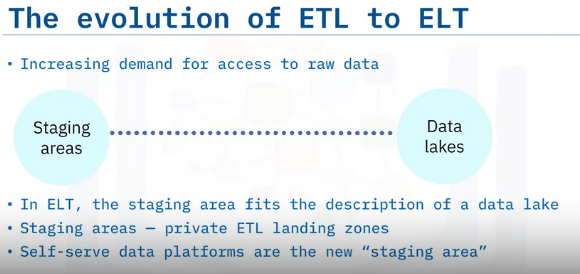 The evolution of ETL to ELT
• Increasing demand for access to raw data
Staging
areas
Data
lakes
• In ELT, the staging area fits the description of a data lake
• Staging areas – private ETL landing zones
• Self-serve data platforms are the new “staging area”